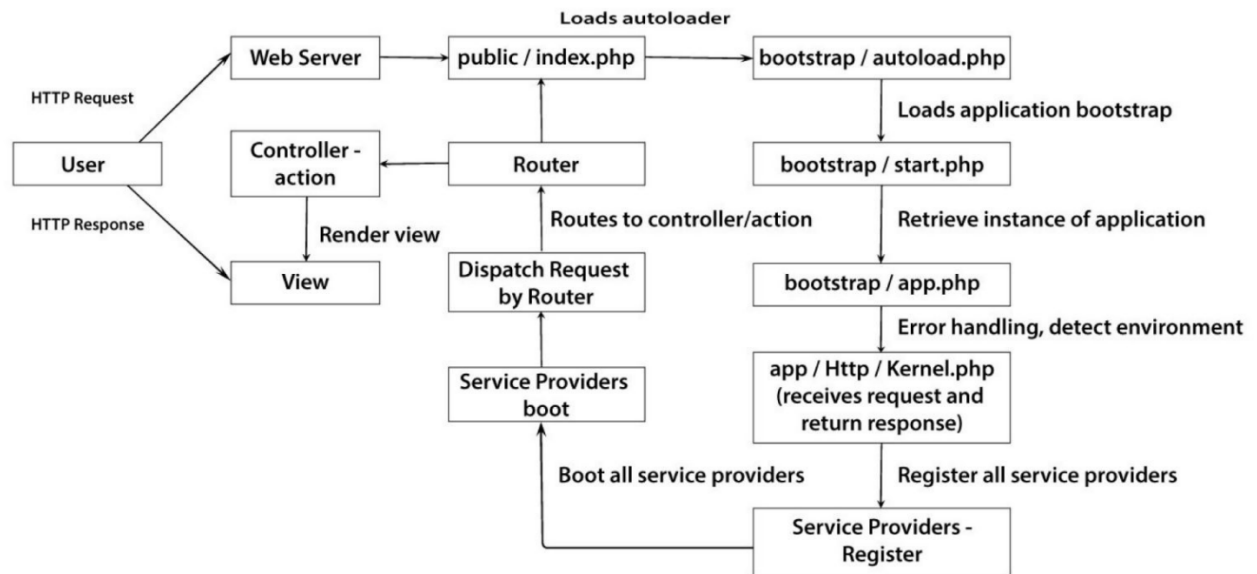 Loads autoloader
Web Server
public / index.php
bootstrap / autoload.php
HTTP Request
Loads application bootstrap
User
Controller -
action
Router
bootstrap / start.php
HTTP Response
Render view
Routes to controller/action
Retrieve instance of application
View
Dispatch Request
by Router
bootstrap / app.php
Error handling, detect environment
Service Providers
boot
app / Http / Kernel.php
(receives request and
return response)
Boot all service providers
Register all service providers
Service Providers -
Register